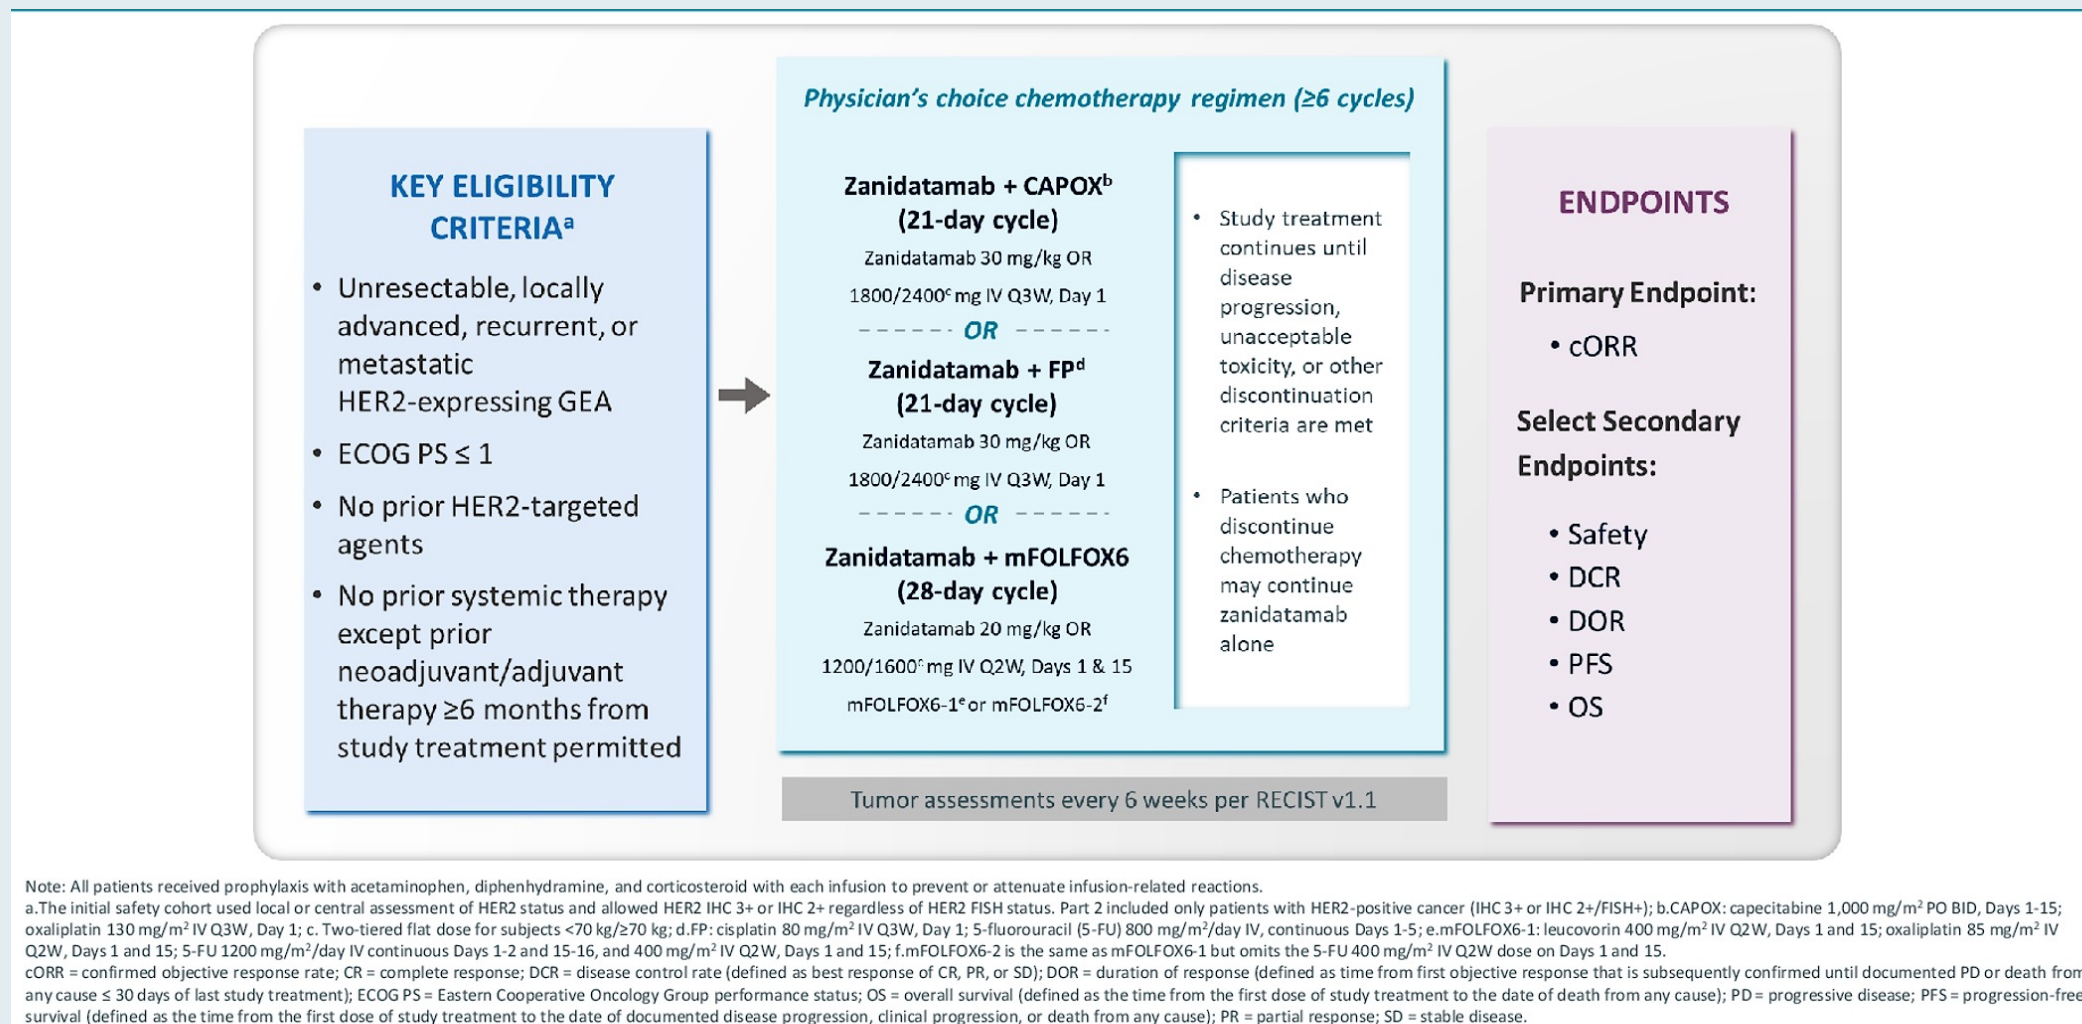 KEY ELIGIBILITY
CRITERIAᵃ
• Unresectable, locally
advanced, recurrent, or
metastatic
HER2-expressing GEA
• ECOG PS ≤ 1
• No prior HER2-targeted
agents
• No prior systemic therapy
except prior
neoadjuvant/adjuvant
therapy ≥6 months from
study treatment permitted
Physician's choice chemotherapy regimen (≥6 cycles)
Zanidatamab + CAPOXᵇ
(21-day cycle)
Zanidatamab 30 mg/kg OR
1800/2400ᶜ mg IV Q3W, Day 1
OR
Zanidatamab + FPᵈ
(21-day cycle)
Zanidatamab 30 mg/kg OR
1800/2400ᶜ mg IV Q3W, Day 1
OR
Zanidatamab + mFOLFOX6
(28-day cycle)
Zanidatamab 20 mg/kg OR
1200/1600ᶜ mg IV Q2W, Days 1 & 15
mFOLFOX6-1ᵉ or mFOLFOX6-2ᶠ
• Study treatment
continues until
disease
progression,
unacceptable
toxicity, or other
discontinuation
criteria are met
• Patients who
discontinue
chemotherapy
may continue
zanidatamab
alone
Tumor assessments every 6 weeks per RECIST v1.1
ENDPOINTS
Primary Endpoint:
• cORR
Select Secondary
Endpoints:
• Safety
• DCR
• DOR
• PFS
• OS
Note: All patients received prophylaxis with acetaminophen, diphenhydramine, and corticosteroid with each infusion to prevent or attenuate infusion-related reactions.
a.The initial safety cohort used local or central assessment of HER2 status and allowed HER2 IHC 3+ or IHC 2+ regardless of HER2 FISH status. Part 2 included only patients with HER2-positive cancer (IHC 3+ or IHC 2+/FISH+); b.CAPOX: capecitabine 1,000 mg/m² PO BID, Days 1-15;
oxaliplatin 130 mg/m² IV Q3W, Day 1; c. Two-tiered flat dose for subjects <70 kg/≥70 kg; d.FP: cisplatin 80 mg/m² IV Q3W, Day 1; 5-fluorouracil (5-FU) 800 mg/m²/day IV, continuous Days 1-5; e.mFOLFOX6-1: leucovorin 400 mg/m² IV Q2W, Days 1 and 15; oxaliplatin 85 mg/m² IV
Q2W, Days 1 and 15; 5-FU 1200 mg/m²/day IV continuous Days 1-2 and 15-16, and 400 mg/m² IV Q2W, Days 1 and 15; f.mFOLFOX6-2 is the same as mFOLFOX6-1 but omits the 5-FU 400 mg/m² IV Q2W dose on Days 1 and 15.
cORR = confirmed objective response rate; CR = complete response; DCR = disease control rate (defined as best response of CR, PR, or SD); DOR = duration of response (defined as time from first objective response that is subsequently confirmed until documented PD or death from
any cause ≤ 30 days of last study treatment); ECOG PS = Eastern Cooperative Oncology Group performance status; OS = overall survival (defined as the time from the first dose of study treatment to the date of death from any cause); PD = progressive disease; PFS = progression-free
survival (defined as the time from the first dose of study treatment to the date of documented disease progression, clinical progression, or death from any cause); PR = partial response; SD = stable disease.